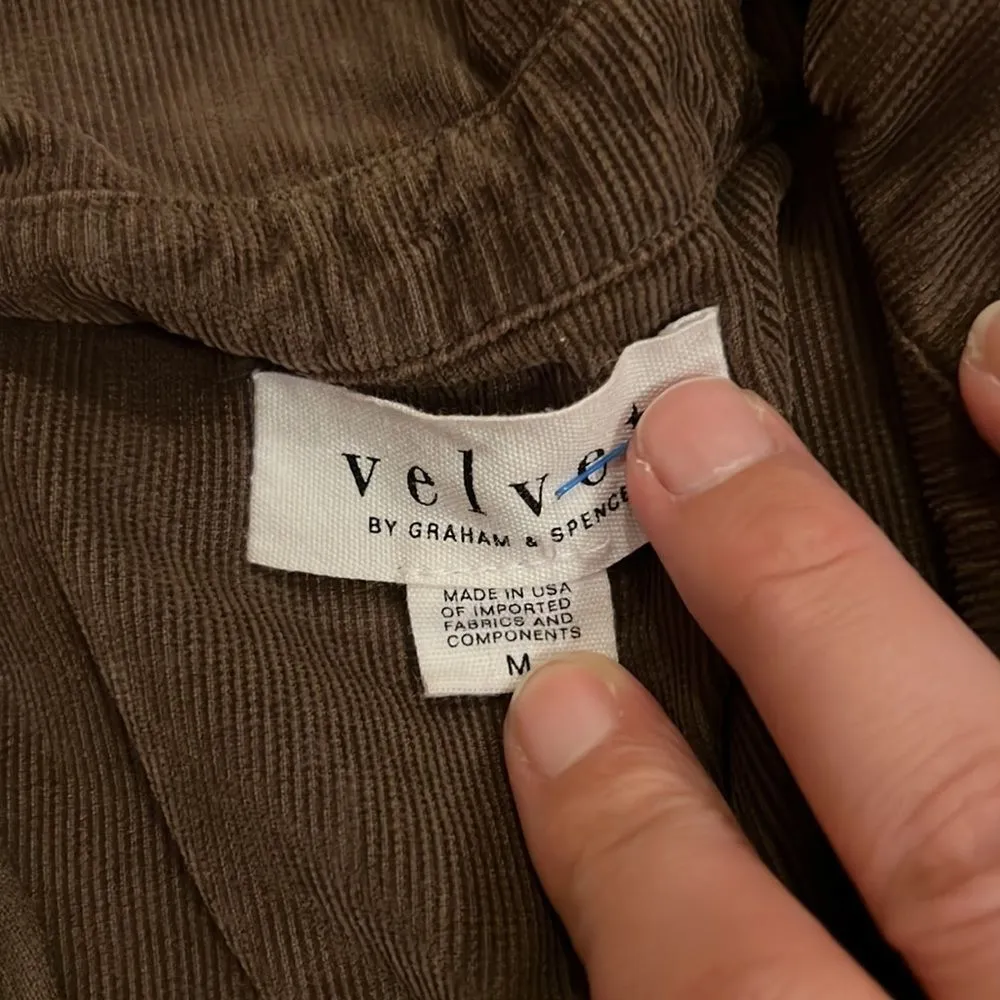 velve
BY GRAHAM & SPENCE
MADE IN USA
OF IMPORTED
FABRICS AND
COMPONENTS
M